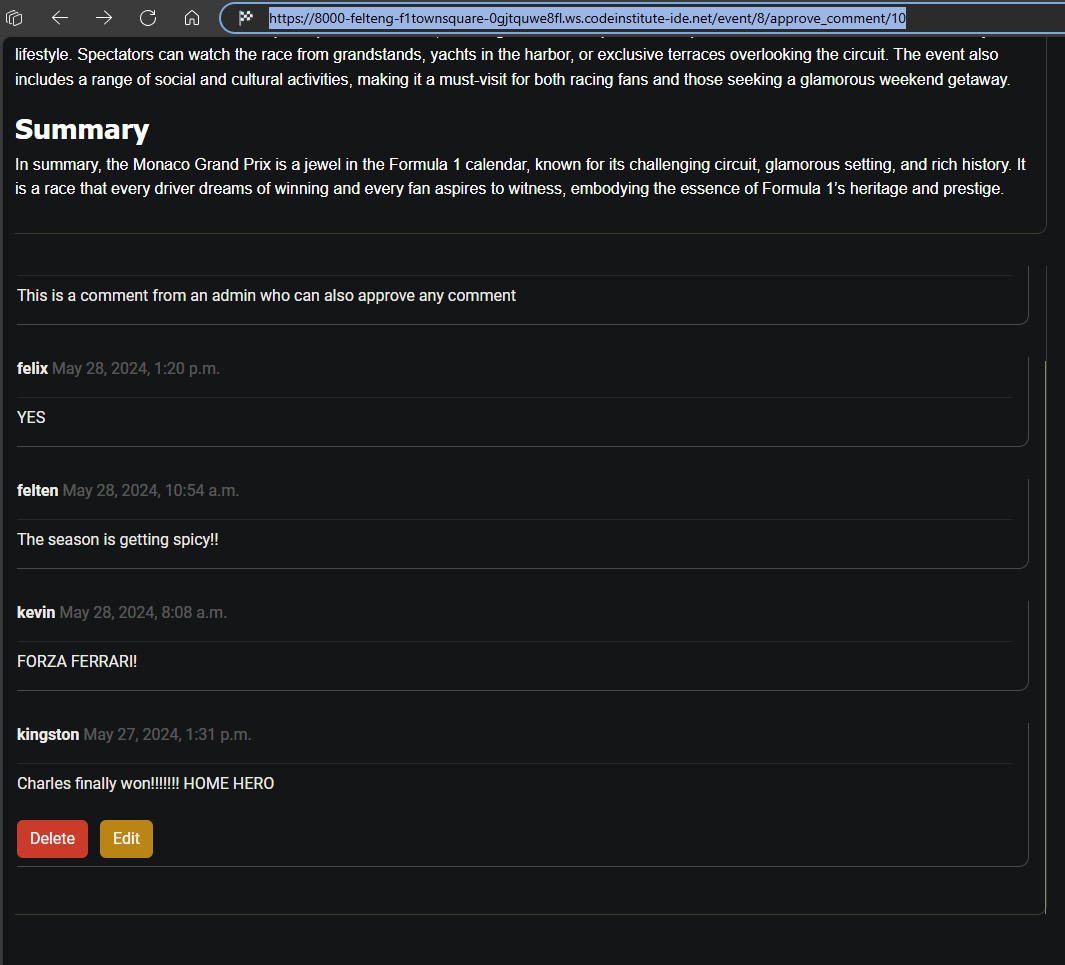 https://8000-felteng-f1townsquare-0gjtquwe8fl.ws.codeinstitute-ide.net/event/8/approve_comment/10
lifestyle. Spectators can watch the race from grandstands, yachts in the harbor, or exclusive terraces overlooking the circuit. The event also
includes a range of social and cultural activities, making it a must-visit for both racing fans and those seeking a glamorous weekend getaway.
Summary
In summary, the Monaco Grand Prix is a jewel in the Formula 1 calendar, known for its challenging circuit, glamorous setting, and rich history. It
is a race that every driver dreams of winning and every fan aspires to witness, embodying the essence of Formula 1’s heritage and prestige.
This is a comment from an admin who can also approve any comment
felix May 28, 2024, 1:20 p.m.
YES
felten May 28, 2024, 10:54 a.m.
The season is getting spicy!!
kevin May 28, 2024, 8:08 a.m.
FORZA FERRARI!
kingston May 27, 2024, 1:31 p.m.
Charles finally won!!!!!!! HOME HERO
Delete Edit